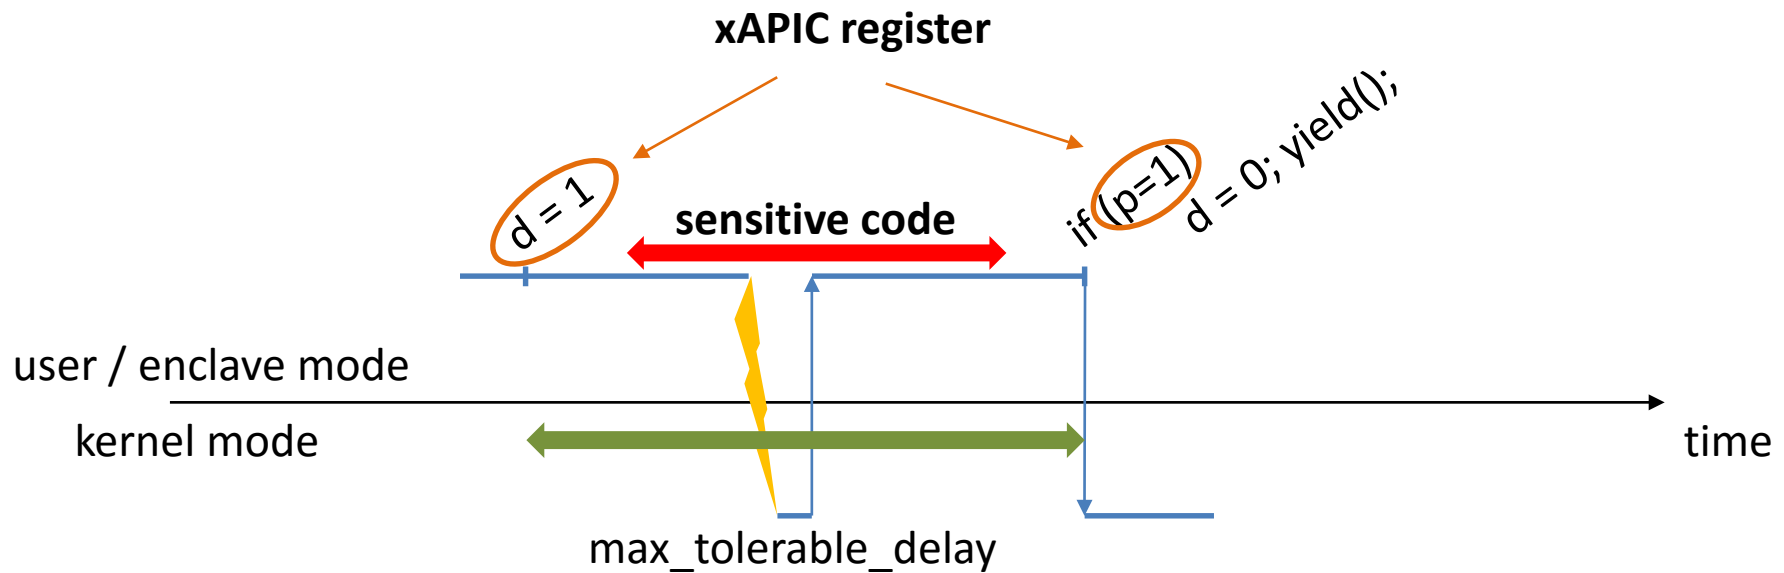 xAPIC register
d = 1
sensitive code
if (p=1)
d = 0; yield();
user / enclave mode
kernel mode
time
max_tolerable_delay